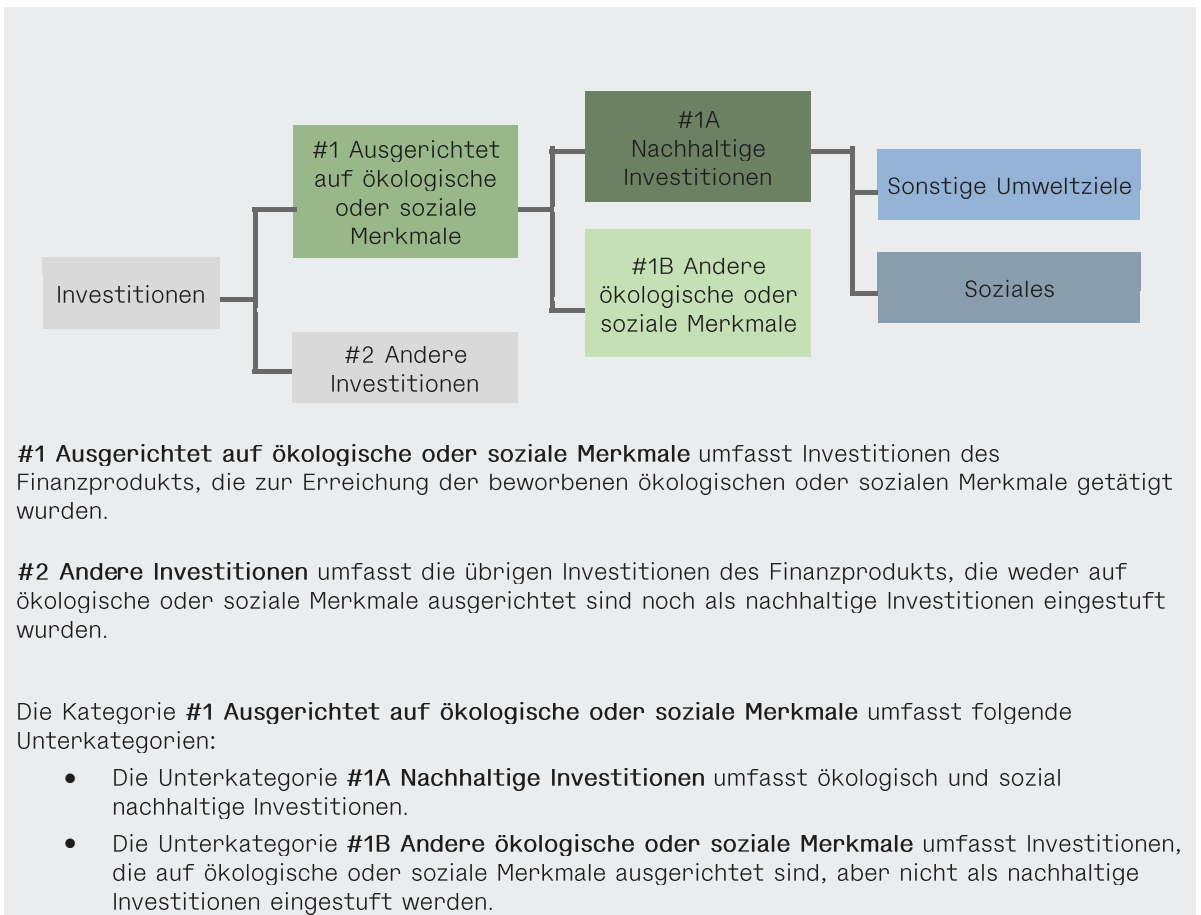 #1A
Nachhaltige
Investitionen
#1 Ausgerichtet
auf ökologische
oder soziale
Merkmale
Sonstige Umweltziele
#1B Andere
ökologische oder
soziale Merkmale
Soziales
Investitionen
#2 Andere
Investitionen
#1 Ausgerichtet auf ökologische oder soziale Merkmale umfasst Investitionen des
Finanzprodukts, die zur Erreichung der beworbenen ökologischen oder sozialen Merkmale getätigt
wurden.
#2 Andere Investitionen umfasst die übrigen Investitionen des Finanzprodukts, die weder auf
ökologische oder soziale Merkmale ausgerichtet sind noch als nachhaltige Investitionen eingestuft
wurden.
Die Kategorie #1 Ausgerichtet auf ökologische oder soziale Merkmale umfasst folgende
Unterkategorien:
• Die Unterkategorie #1A Nachhaltige Investitionen umfasst ökologisch und sozial
nachhaltige Investitionen.
• Die Unterkategorie #1B Andere ökologische oder soziale Merkmale umfasst Investitionen,
die auf ökologische oder soziale Merkmale ausgerichtet sind, aber nicht als nachhaltige
Investitionen eingestuft werden.